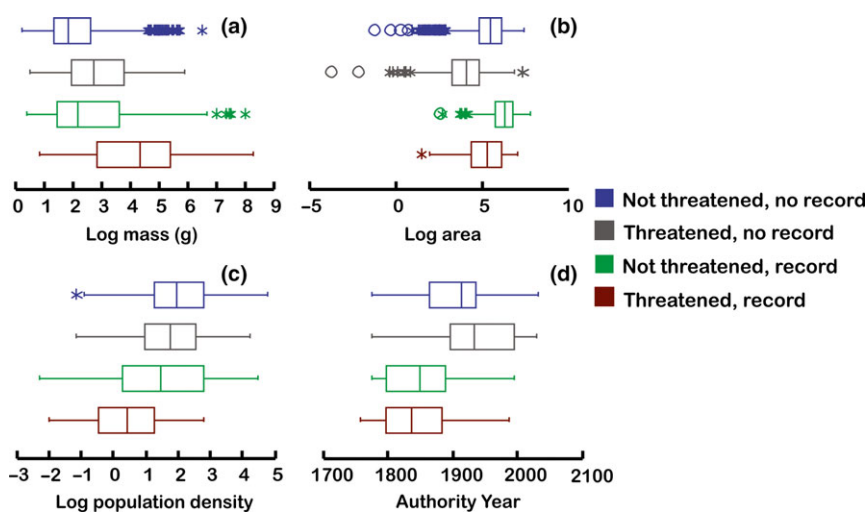 (a)
(b)
0 1 2 3 4 5 6 7 8 9
–5 0 5 10
Log mass (g)
Log area
Not threatened, no record
Threatened, no record
Not threatened, record
Threatened, record
(c)
(d)
–3 –2 –1 0 1 2 3 4 5
1700 1800 1900 2000 2100
Log population density
Authority Year